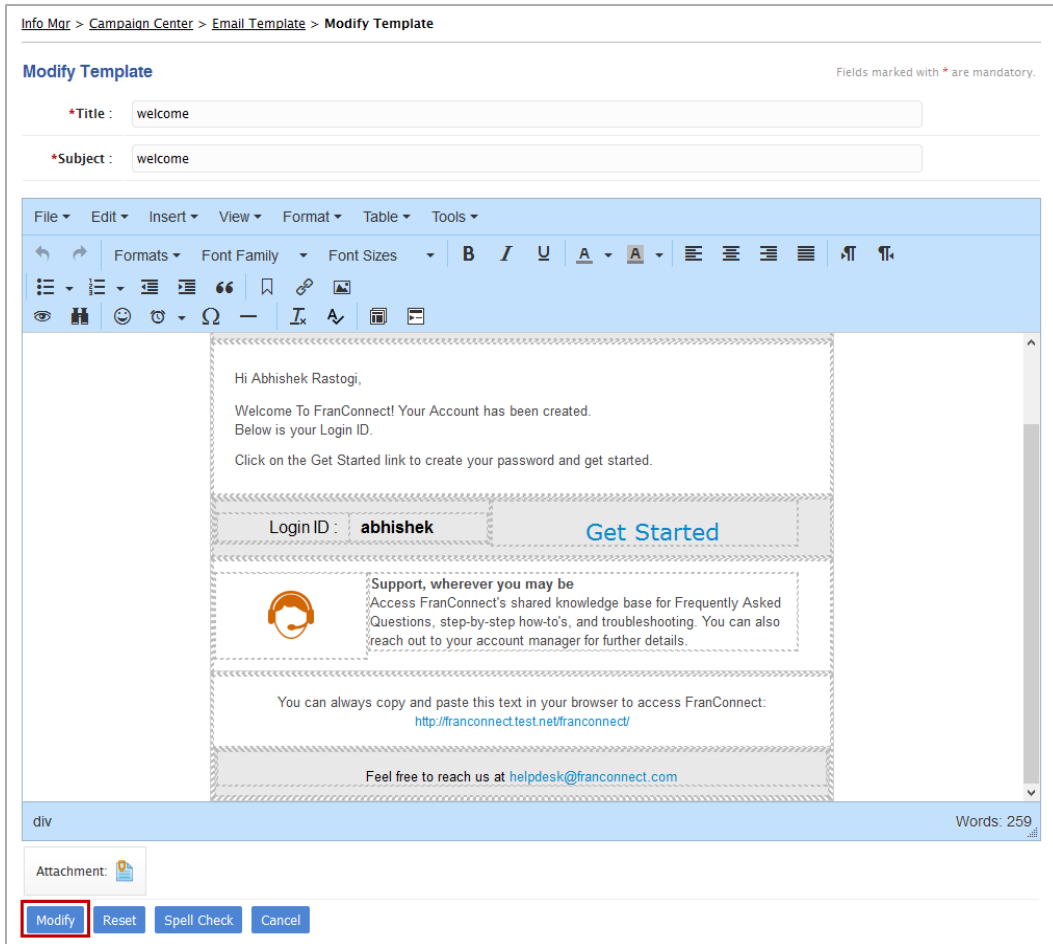 Info Mgr > Campaign Center > Email Template > Modify Template
Modify Template
Fields marked with * are mandatory.
*Title : welcome
*Subject : welcome
File Edit Insert View Format Table Tools
Formats Font Family Font Sizes B I U A A
Hi Abhishek Rastogi,
Welcome To FranConnect! Your Account has been created.
Below is your Login ID.
Click on the Get Started link to create your password and get started.
Login ID : abhishek Get Started
Support, wherever you may be
Access FranConnect's shared knowledge base for Frequently Asked
Questions, step-by-step how-to's, and troubleshooting. You can also
reach out to your account manager for further details.
You can always copy and paste this text in your browser to access FranConnect:
http://franconnect.test.net/franconnect/
Feel free to reach us at helpdesk@franconnect.com
div Words: 259
Attachment:
Modify Reset Spell Check Cancel